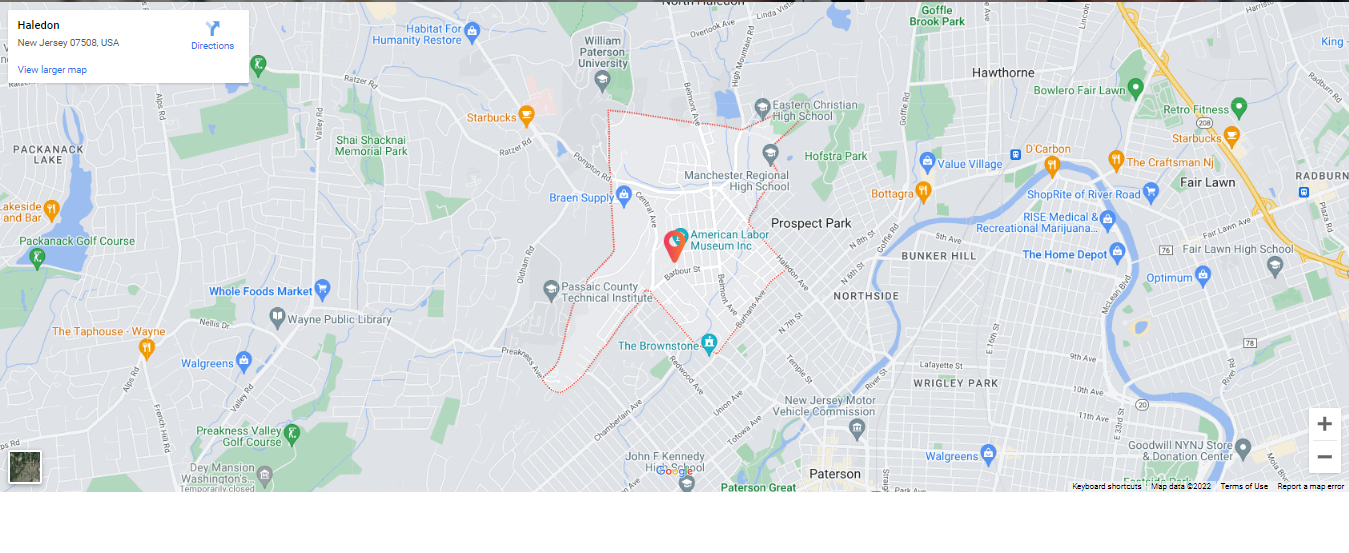 Haledon
New Jersey 07508, USA
Directions
View larger map
North Haledon
Linda Vista
Overlook Ave
High Mountain Rd
Goffle
Brook Park
Lincoln
Habitat For
Humanity Restore
William
Paterson
University
Belmont Ave
Hawthorne
King -
Radburn Rd
Ratzer Rd
Valley Rd
Alps Rd
Bowlero Fair Lawn
Retro Fitness
208
Starbucks
Eastern Christian
High School
Goffle Rd
Starbucks
Ratzer Rd
Shai Shacknai
Memorial Park
PACKANACK
LAKE
Pompton Rd
Hofstra Park
D'Carbon
The Craftsman Nj
Value Village
Manchester Regional
High School
Fair Lawn
RADBURN
Bottagra
ShopRite of River Road
Braen Supply
Central Ave
Lakeside
and Bar
Plaza Rd
RISE Medical &
Recreational Marijuana...
Prospect Park
N 8th St
Goffle Rd
5th Ave
Fair Lawn Ave
American Labor
Museum Inc
Packanack Golf Course
Oldham Rd
76
Fair Lawn High School
The Home Depot
BUNKER HILL
Haledon Ave
N 6th St
Barbour St
Belmont Ave
Optimum
McLean Blvd
Whole Foods Market
Passaic County
Technical Institute
NORTHSIDE
Burhans Ave
N 7th St
Wayne Public Library
Nellis Dr
The Taphouse - Wayne
The Brownstone
E 16th St
78
Walgreens
Preakness Ave
Redwood Ave
Temple St
9th Ave
Lafayette St
River St
WRIGLEY PARK
Alps Rd
Valley Rd
10th Ave
11th Ave
20
E 33rd St
New Jersey Motor
Vehicle Commission
Union Ave
Chamberlain Ave
Totowa Ave
French Hill Rd
Preakness Valley
Golf Course
Goodwill NYNJ Store
& Donation Center
Dey Mansion
Washington's...
Temporarily closed
John F Kennedy
High School
Google
Walgreens
Paterson
Paterson Great
Straight St
Eastside Park
Keyboard shortcuts
Map data ©2022
Terms of Use
Report a map error